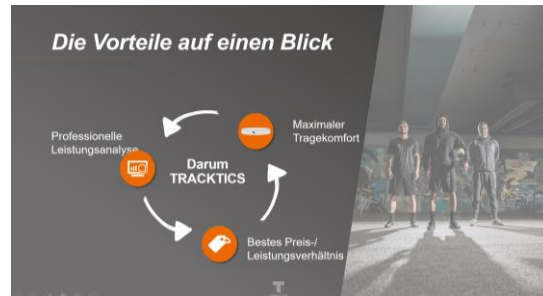 Die Vorteile auf einen Blick
Maximaler
Tragekomfort
Professionelle
Leistungsanalyse
Darum
TRACKTICS
Bestes Preis-/
Leistungsverhältnis